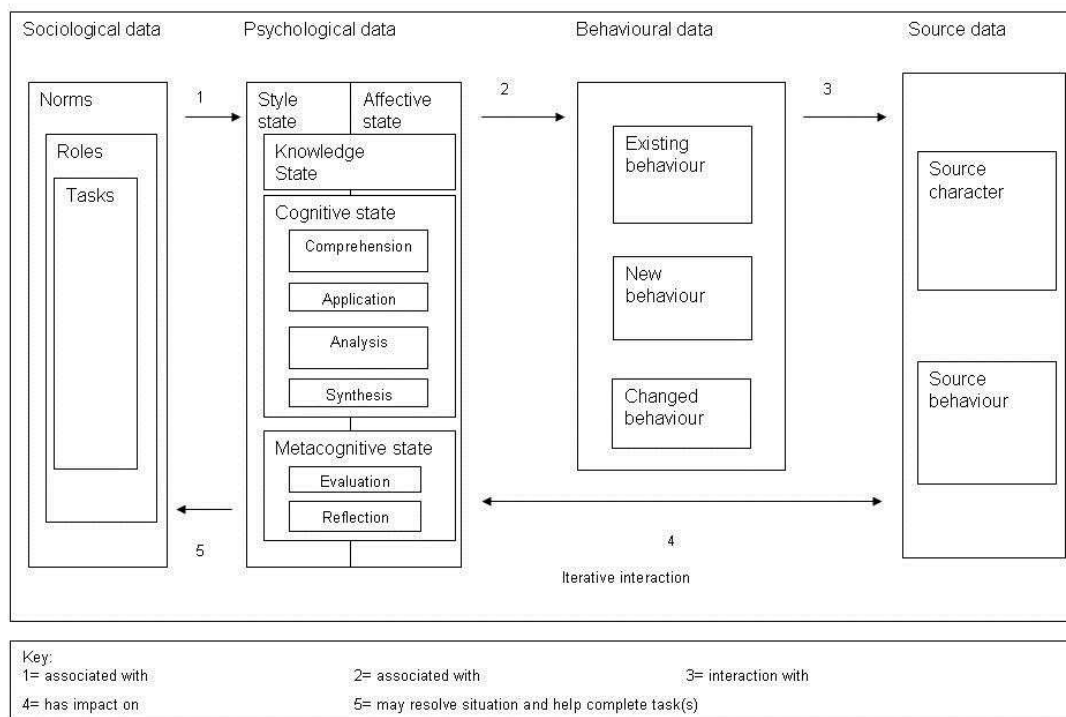 Sociological data
Psychological data
Behavioural data
Source data
Norms
Roles
Tasks
1
Style
state
Affective
state
Knowledge
State
Cognitive state
Comprehension
Application
Analysis
Synthesis
Metacognitive state
Evaluation
Reflection
2
Existing
behaviour
New
behaviour
Changed
behaviour
3
Source
character
Source
behaviour
4
Iterative interaction
5
Key:
1= associated with
2= associated with
3= interaction with
4= has impact on
5= may resolve situation and help complete task(s)